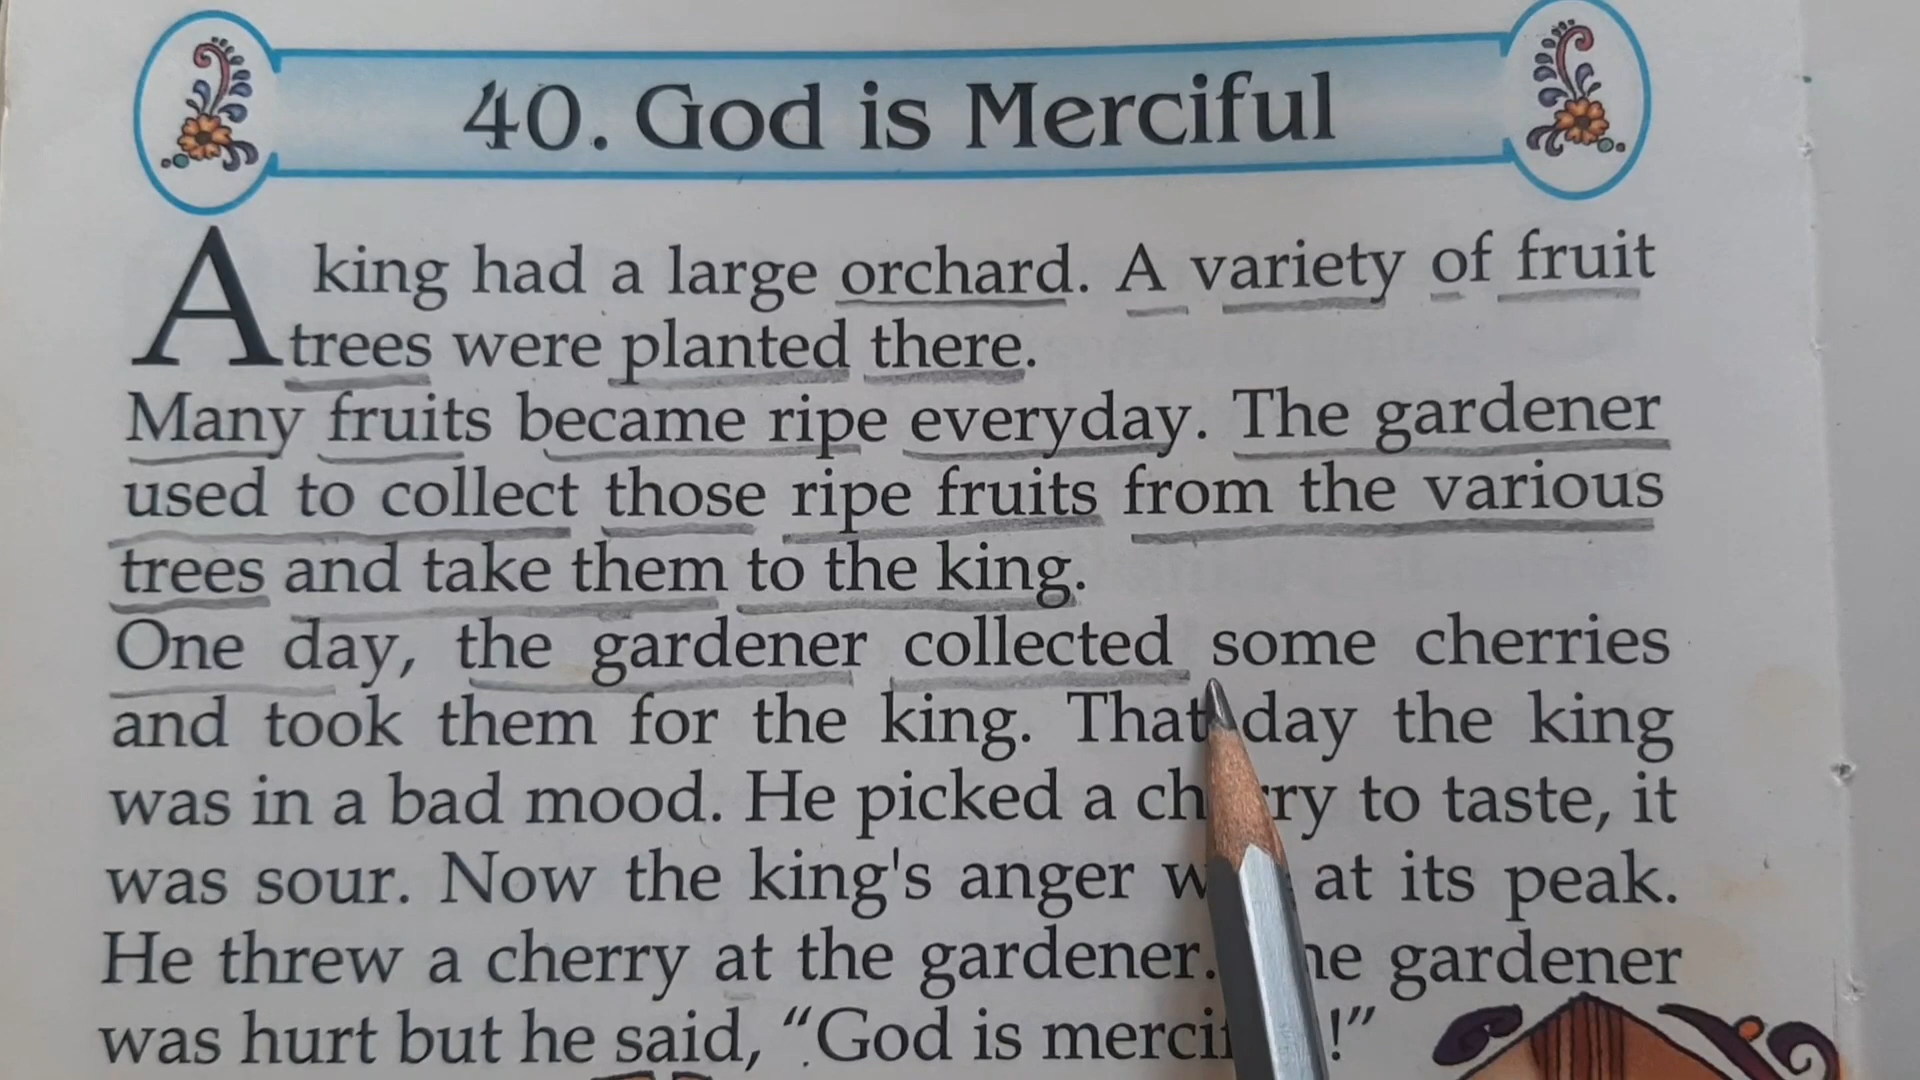 40. God is Merciful
A king had a large orchard. A variety of fruit
trees were planted there.
Many fruits became ripe everyday. The gardener
used to collect those ripe fruits from the various
trees and take them to the king.
One day, the gardener collected some cherries
and took them for the king. That day the king
was in a bad mood. He picked a cherry to taste, it
was sour. Now the king's anger was at its peak.
He threw a cherry at the gardener. The gardener
was hurt but he said, “God is merciful!”